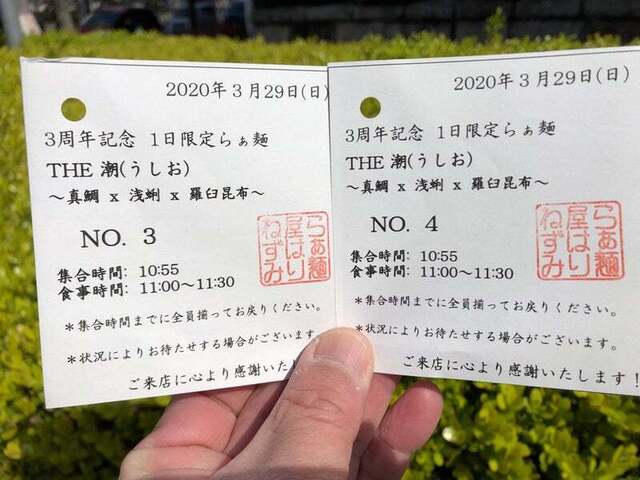 2020年3月29日(日)
3周年記念 1日限定らぁ麺
THE 潮(うしお)
～真鯛 x 浅蜊 x 羅臼昆布～
NO. 3
集合時間: 10:55
食事時間: 11:00～11:30
＊集合時間までに全員揃ってお戻りください。
＊状況によりお待たせする場合がございます。
ご来店に心より感謝いたし
らぁ麺
屋はり
ねずみ
2020年3月29日(日)
3周年記念 1日限定らぁ麺
THE 潮(うしお)
～真鯛 x 浅蜊 x 羅臼昆布～
NO. 4
集合時間: 10:55
食事時間: 11:00～11:30
＊集合時間までに全員揃ってお戻りください。
＊状況によりお待たせする場合がございます。
ご来店に心より感謝いたします！
らぁ麺
屋はり
ねずみ